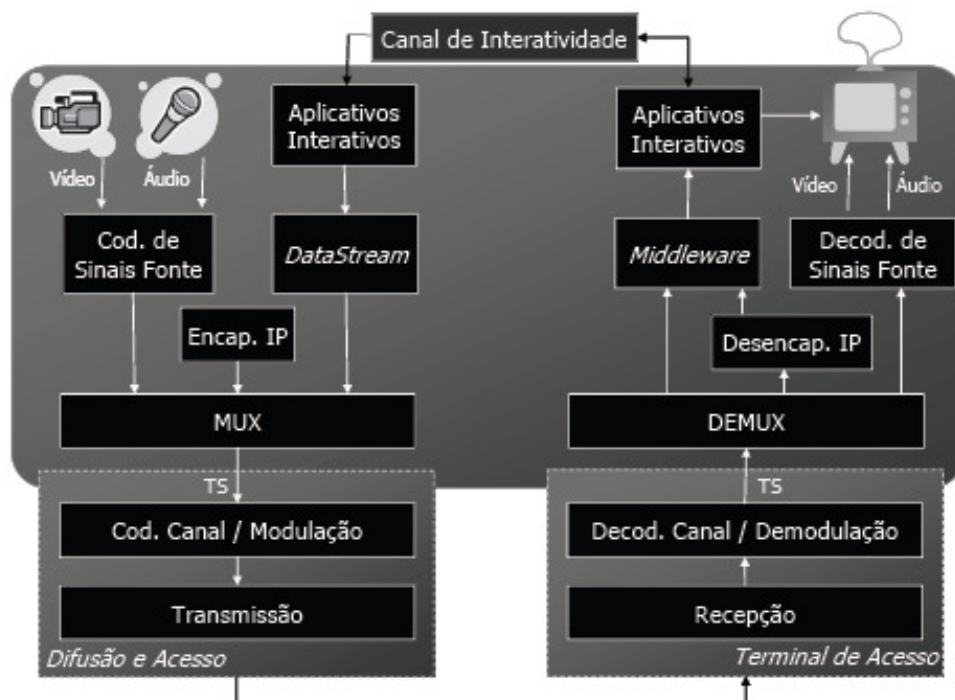 Canal de Interatividade
Vídeo
Áudio
Aplicativos
Interativos
Cod. de
Sinais Fonte
DataStream
Encap. IP
MUX
TS
Cod. Canal / Modulação
Transmissão
Difusão e Acesso
Aplicativos
Interativos
Vídeo
Áudio
Middleware
Decod. de
Sinais Fonte
Desencap. IP
DEMUX
TS
Decod. Canal / Demodulação
Recepção
Terminal de Acesso